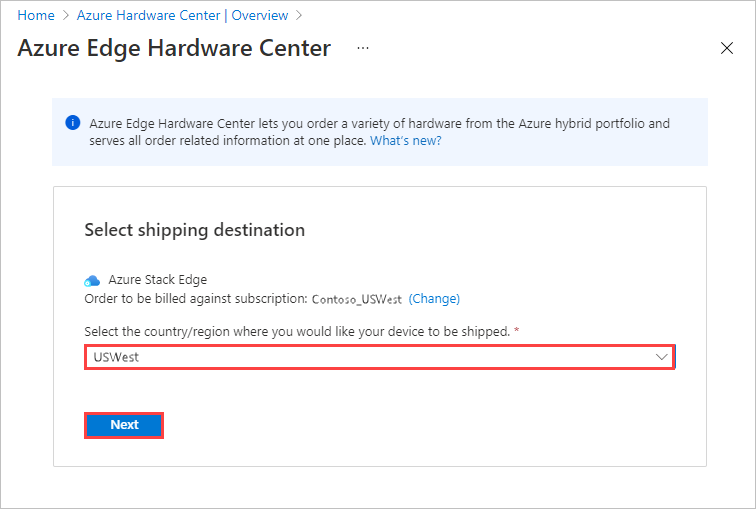 Home > Azure Hardware Center | Overview >
Azure Edge Hardware Center ...
Azure Edge Hardware Center lets you order a variety of hardware from the Azure hybrid portfolio and
serves all order related information at one place. What's new?
Select shipping destination
Azure Stack Edge
Order to be billed against subscription: Contoso_USWest (Change)
Select the country/region where you would like your device to be shipped. *
USWest
Next